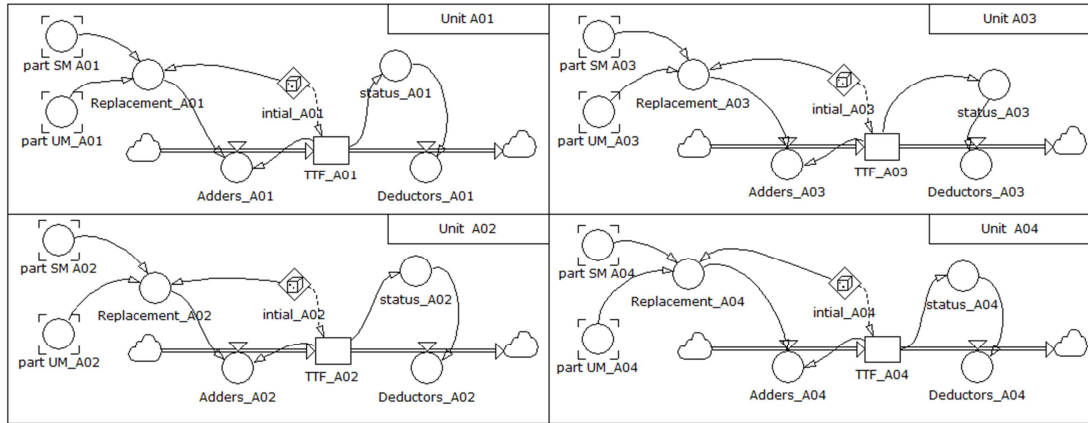 Unit A01
part SM A01
Replacement_A01
intial_A01
status_A01
part UM_A01
TTF_A01
Adders_A01
Deductors_A01
Unit A03
part SM A03
Replacement_A03
intial_A03
status_A03
part UM_A03
TTF_A03
Adders_A03
Deductors_A03
Unit A02
part SM A02
Replacement_A02
intial_A02
status_A02
part UM_A02
TTF_A02
Adders_A02
Deductors_A02
Unit A04
part SM A04
Replacement_A04
intial_A04
status_A04
part UM_A04
TTF_A04
Adders_A04
Deductors_A04